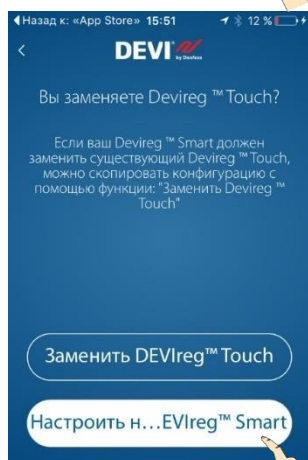 Назад к: «App Store» 15:51 12 %
DEVI by Danfoss
Вы заменяете Devireg ™ Touch?
Если ваш Devireg ™ Smart должен
заменить существующий Devireg ™ Touch,
можно скопировать конфигурацию с
помощью функции: "Заменить Devireg ™
Touch"
Заменить DEVIreg™ Touch
Настроить н…EVIreg™ Smart